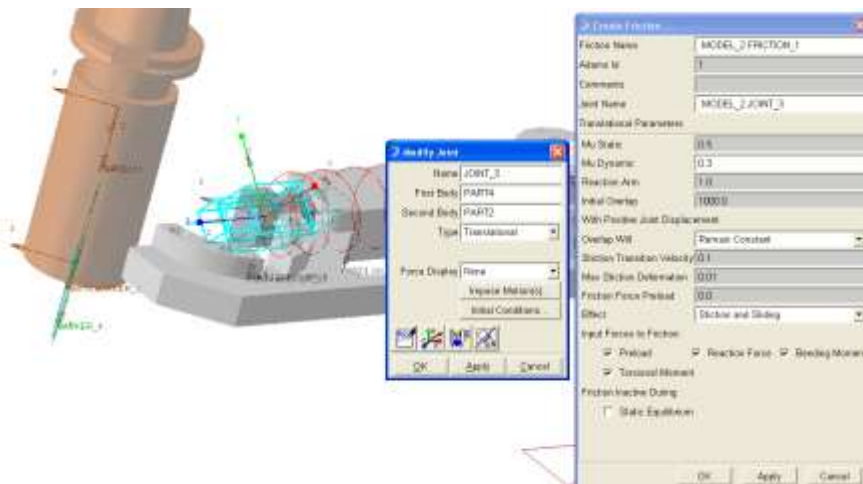 Modify Joint
Name JOINT_3
First Body PART4
Second Body PART2
Type Translational
Force Display None
Impose Motion(s)
Initial Conditions...
OK Apply Cancel
Create Friction...
Friction Name MODEL_2.FRICTION_1
Adams Id 1
Comments
Joint Name MODEL_2.JOINT_3
Translational Parameters
Mu Static 0.5
Mu Dynamic 0.3
Reaction Arm 1.0
Initial Overlap 1000.0
With Positive Joint Displacement
Overlap Will Remain Constant
Stiction Transition Velocity 0.1
Max Stiction Deformation 0.01
Friction Force Preload 0.0
Effect Stiction and Sliding
Input Forces to Friction
Preload Reaction Force Bending Moment
Torsional Moment
Friction Inactive During
Static Equilibrium
OK Apply Cancel